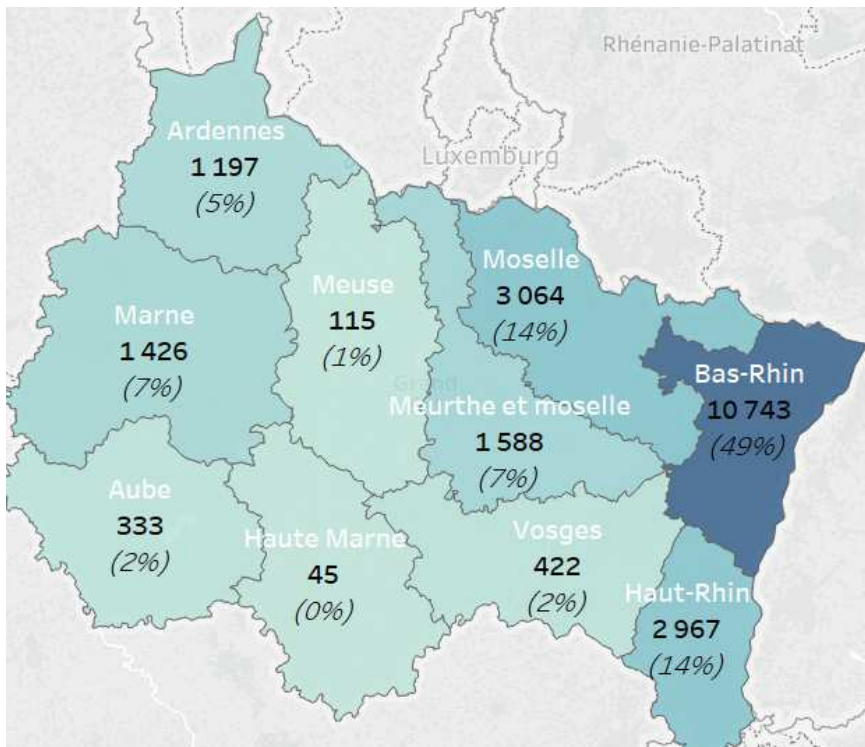 Rhénanie-Palatinat
Ardennes
1 197
(5%)
Luxemburg
Moselle
3 064
(14%)
Meuse
115
(1%)
Marne
1 426
(7%)
Bas-Rhin
10 743
(49%)
Grand
Meurthe et moselle
1 588
(7%)
Aube
333
(2%)
Haute Marne
45
(0%)
Vosges
422
(2%)
Haut-Rhin
2 967
(14%)